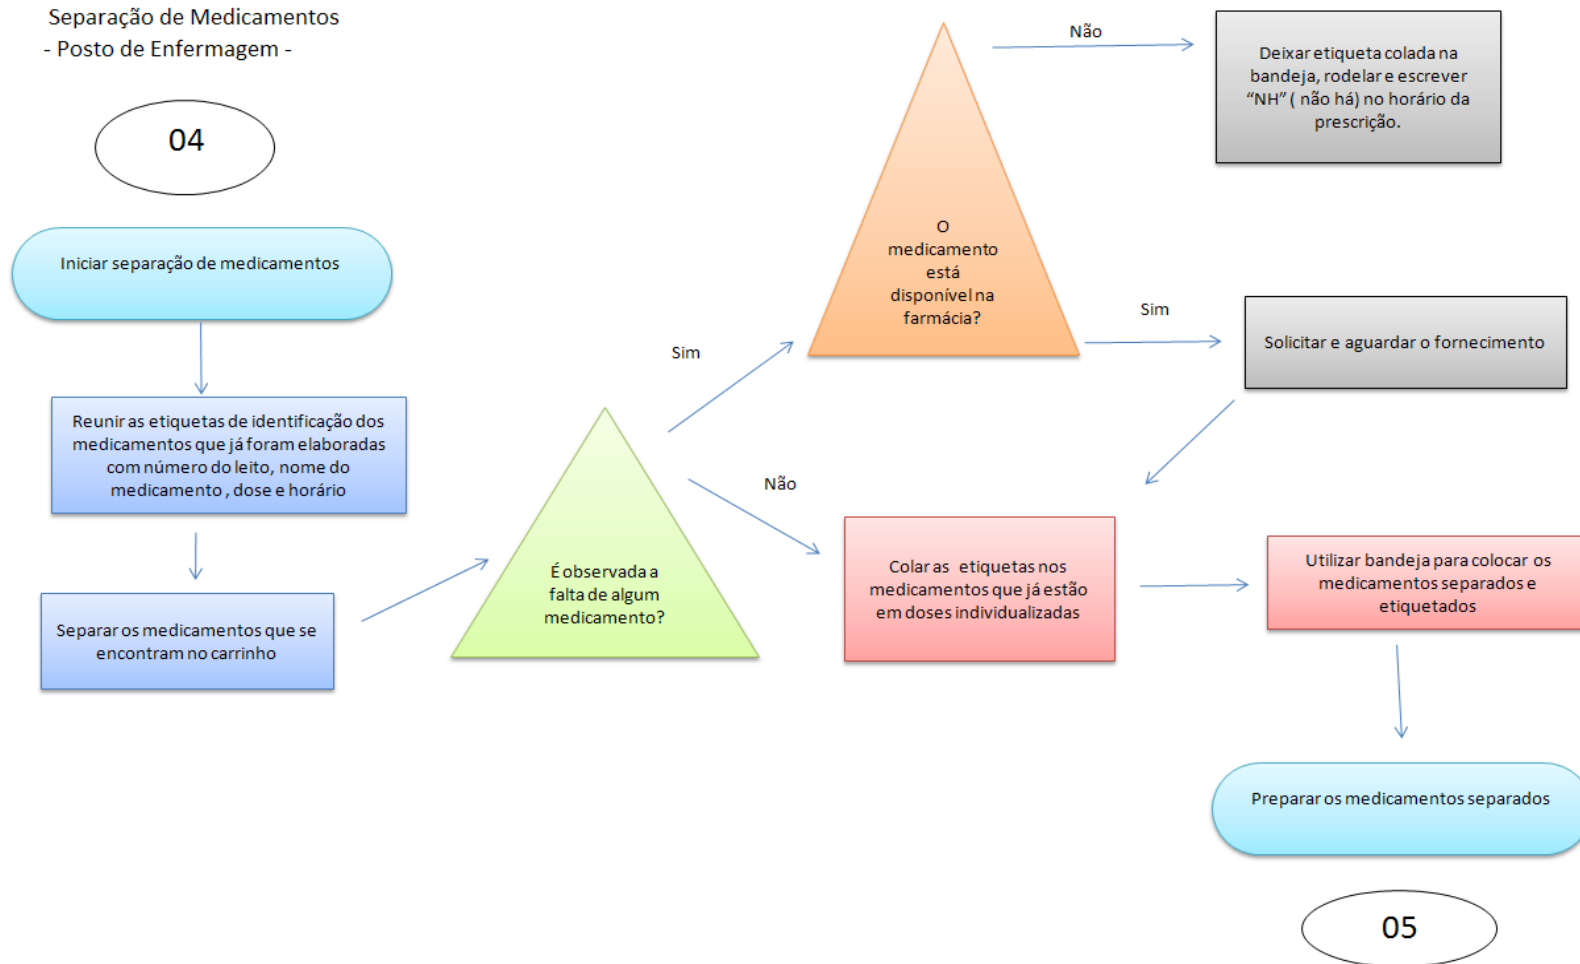 Separação de Medicamentos
- Posto de Enfermagem -
04
Iniciar separação de medicamentos
Reunir as etiquetas de identificação dos
medicamentos que já foram elaboradas
com número do leito, nome do
medicamento , dose e horário
Separar os medicamentos que se
encontram no carrinho
É observada a
falta de algum
medicamento?
Sim
Não
O
medicamento
está
disponível na
farmácia?
Não
Deixar etiqueta colada na
bandeja, rodelar e escrever
“NH” ( não há) no horário da
prescrição.
Sim
Solicitar e aguardar o fornecimento
Colar as etiquetas nos
medicamentos que já estão
em doses individualizadas
Utilizar bandeja para colocar os
medicamentos separados e
etiquetados
Preparar os medicamentos separados
05